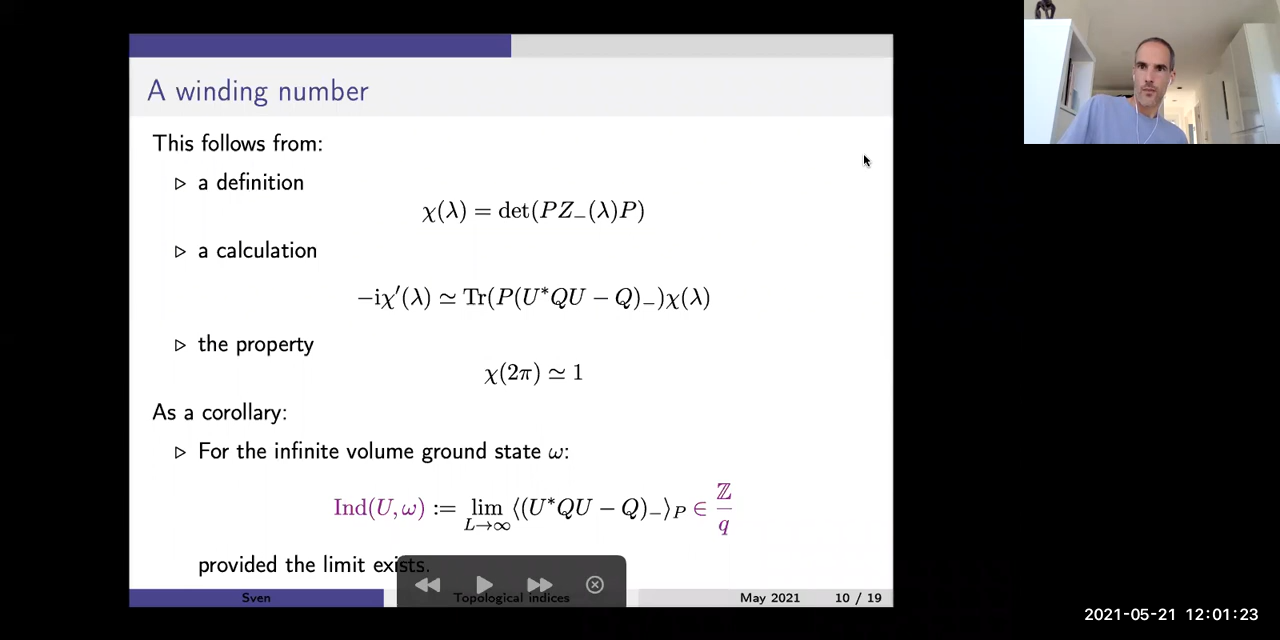 A winding number
This follows from:
▷ a definition
χ(λ) = det(PZ₋(λ)P)
▷ a calculation
−iχ′(λ) ≃ Tr(P(U*QU − Q)₋)χ(λ)
▷ the property
χ(2π) ≃ 1
As a corollary:
▷ For the infinite volume ground state ω:
Ind(U, ω) := lim_{L→∞} ⟨(U*QU − Q)₋⟩_P ∈ ℤ/q
provided the limit exists.
Sven Topological indices May 2021 10 / 19
2021-05-21 12:01:23